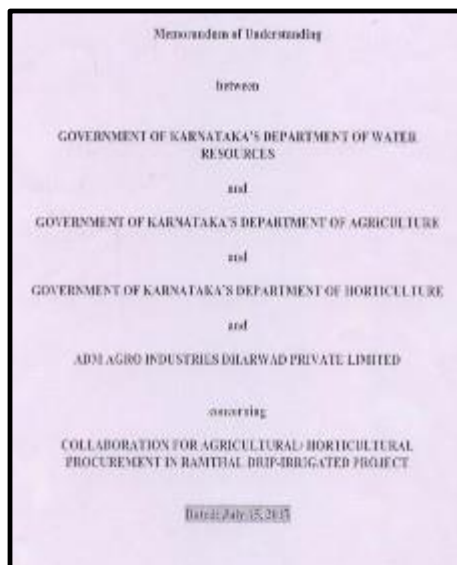 Memorandum of Understanding
between
GOVERNMENT OF KARNATAKA'S DEPARTMENT OF WATER
RESOURCES
and
GOVERNMENT OF KARNATAKA'S DEPARTMENT OF AGRICULTURE
and
GOVERNMENT OF KARNATAKA'S DEPARTMENT OF HORTICULTURE
and
ADM AGRO INDUSTRIES DHARWAD PRIVATE LIMITED
concerning
COLLABORATION FOR AGRICULTURAL/ HORTICULTURAL
PROCUREMENT IN RAMTHAL DRIP-IRRIGATED PROJECT
Dated: July 15,